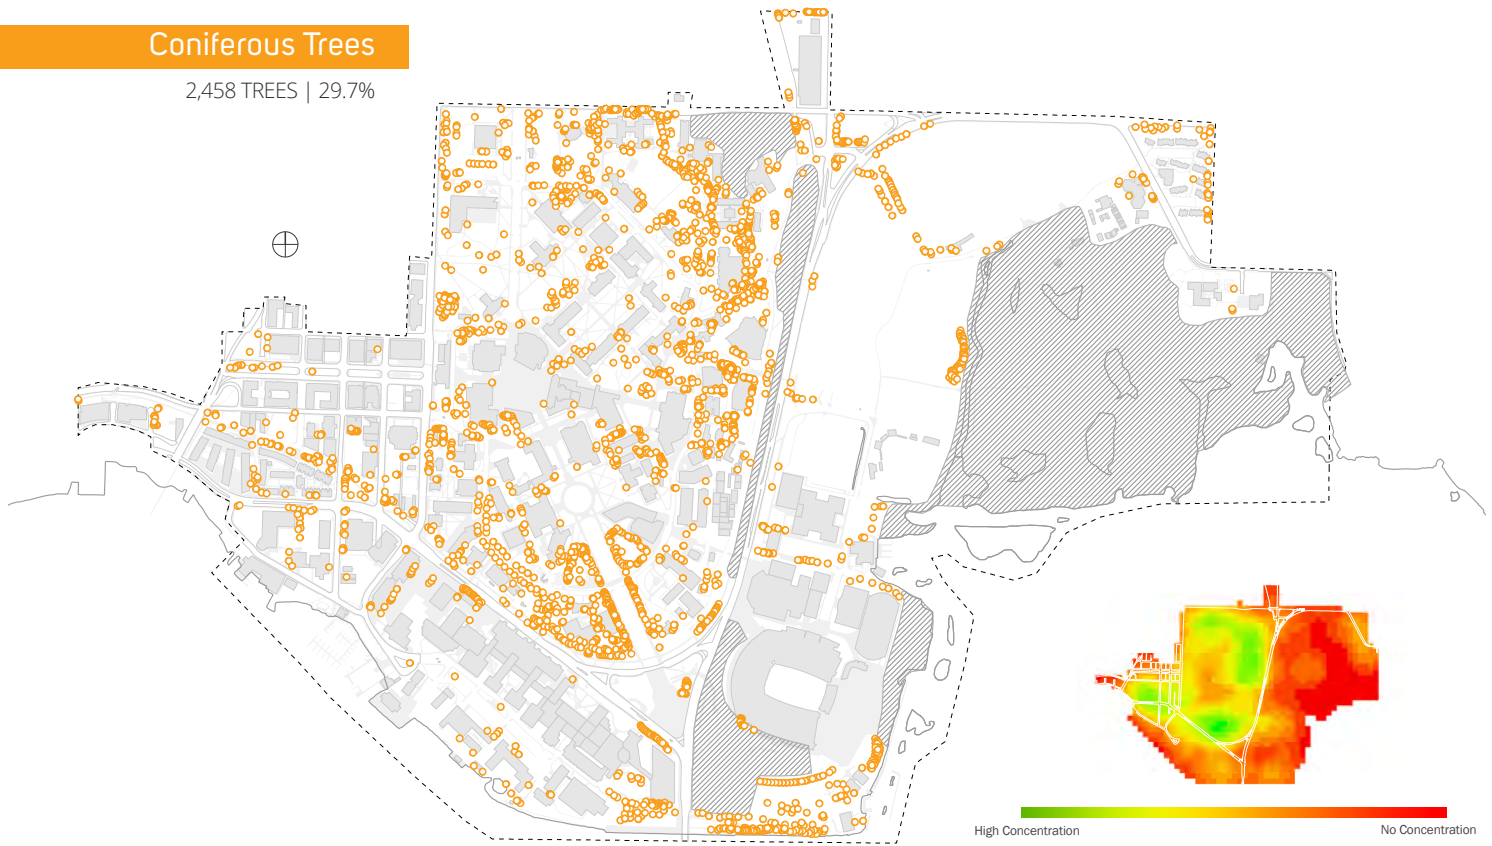 Coniferous Trees
2,458 TREES | 29.7%
High Concentration
No Concentration